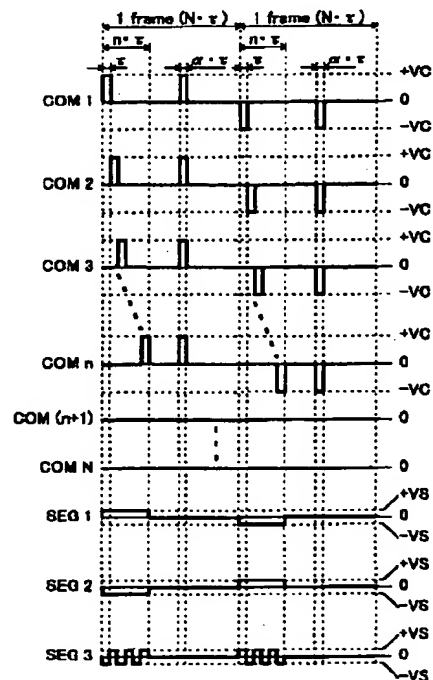 1 frame (N・τ) 1 frame (N・τ)
n・τ n・τ
τ α・τ τ α・τ
+VC
COM 1 0
-VC
+VC
COM 2 0
-VC
+VC
COM 3 0
-VC
+VC
COM n 0
-VC
COM (n+1) 0
COM N 0
+VS
SEG 1 0
-VS
+VS
SEG 2 0
-VS
+VS
SEG 3 0
-VS